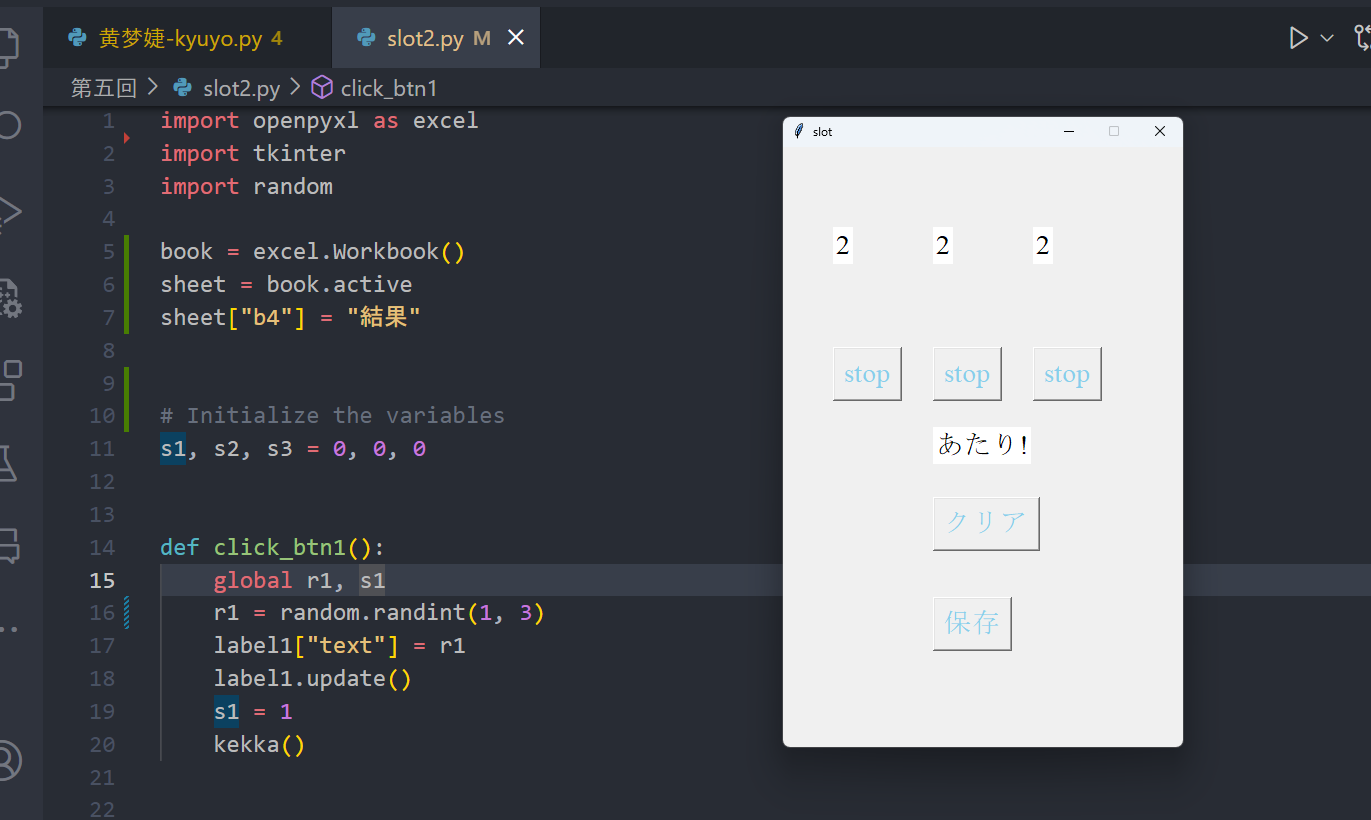 黄梦婕-kyuyo.py 4
slot2.py M
第五回 > slot2.py > click_btn1
1 import openpyxl as excel
2 import tkinter
3 import random
4
5 book = excel.Workbook()
6 sheet = book.active
7 sheet["b4"] = "結果"
8
9
10 # Initialize the variables
11 s1, s2, s3 = 0, 0, 0
12
13
14 def click_btn1():
15 global r1, s1
16 r1 = random.randint(1, 3)
17 label1["text"] = r1
18 label1.update()
19 s1 = 1
20 kekka()
21
22
slot
2 2 2
stop stop stop
あたり!
クリア
保存